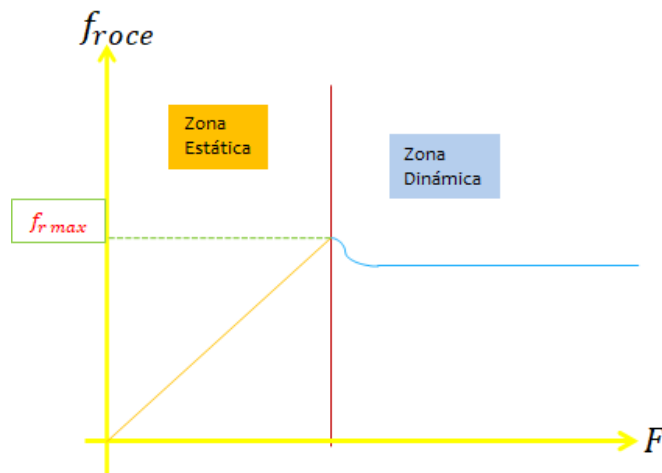 f_roce
Zona
Estática
Zona
Dinámica
f_r max
F